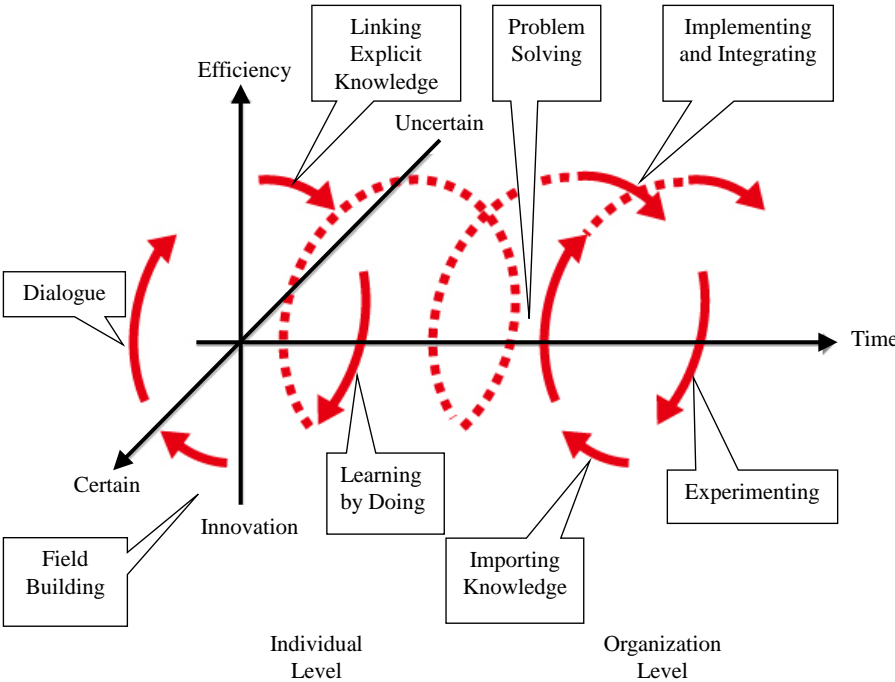 Linking
Explicit
Knowledge
Problem
Solving
Implementing
and Integrating
Efficiency
Uncertain
Dialogue
Time
Certain
Innovation
Learning
by Doing
Experimenting
Field
Building
Importing
Knowledge
Individual
Level
Organization
Level